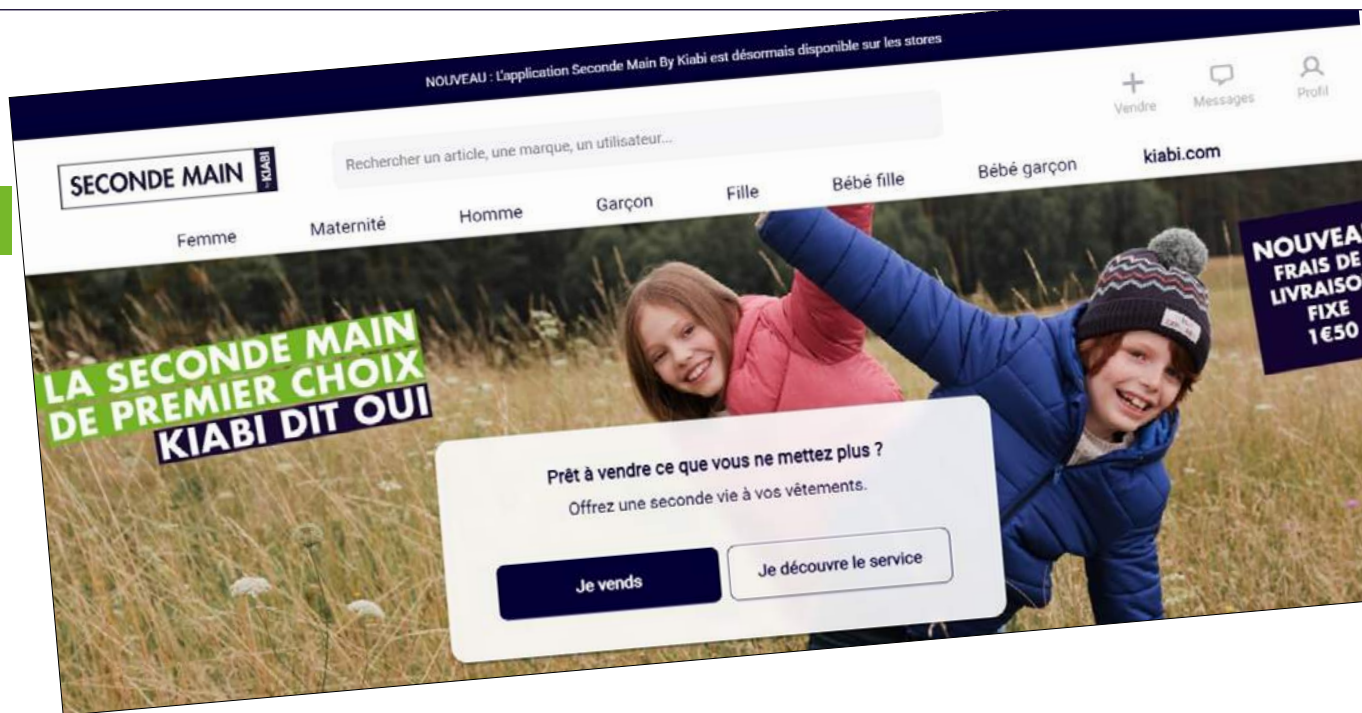 NOUVEAU : L'application Seconde Main By Kiabi est désormais disponible sur les stores
SECONDE MAIN
BY KIABI
Rechercher un article, une marque, un utilisateur...
Vendre
Messages
Profil
Femme
Maternité
Homme
Garçon
Fille
Bébé fille
Bébé garçon
kiabi.com
LA SECONDE MAIN
DE PREMIER CHOIX
KIABI DIT OUI
NOUVEA
FRAIS DE
LIVRAISO
FIXE
1€50
Prêt à vendre ce que vous ne mettez plus ?
Offrez une seconde vie à vos vêtements.
Je vends
Je découvre le service